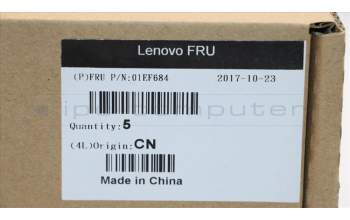 Lenovo FRU
(P)FRU P/N:01EF684 2017-10-23
Quantity:5
(4L)Origin:CN
Made in China